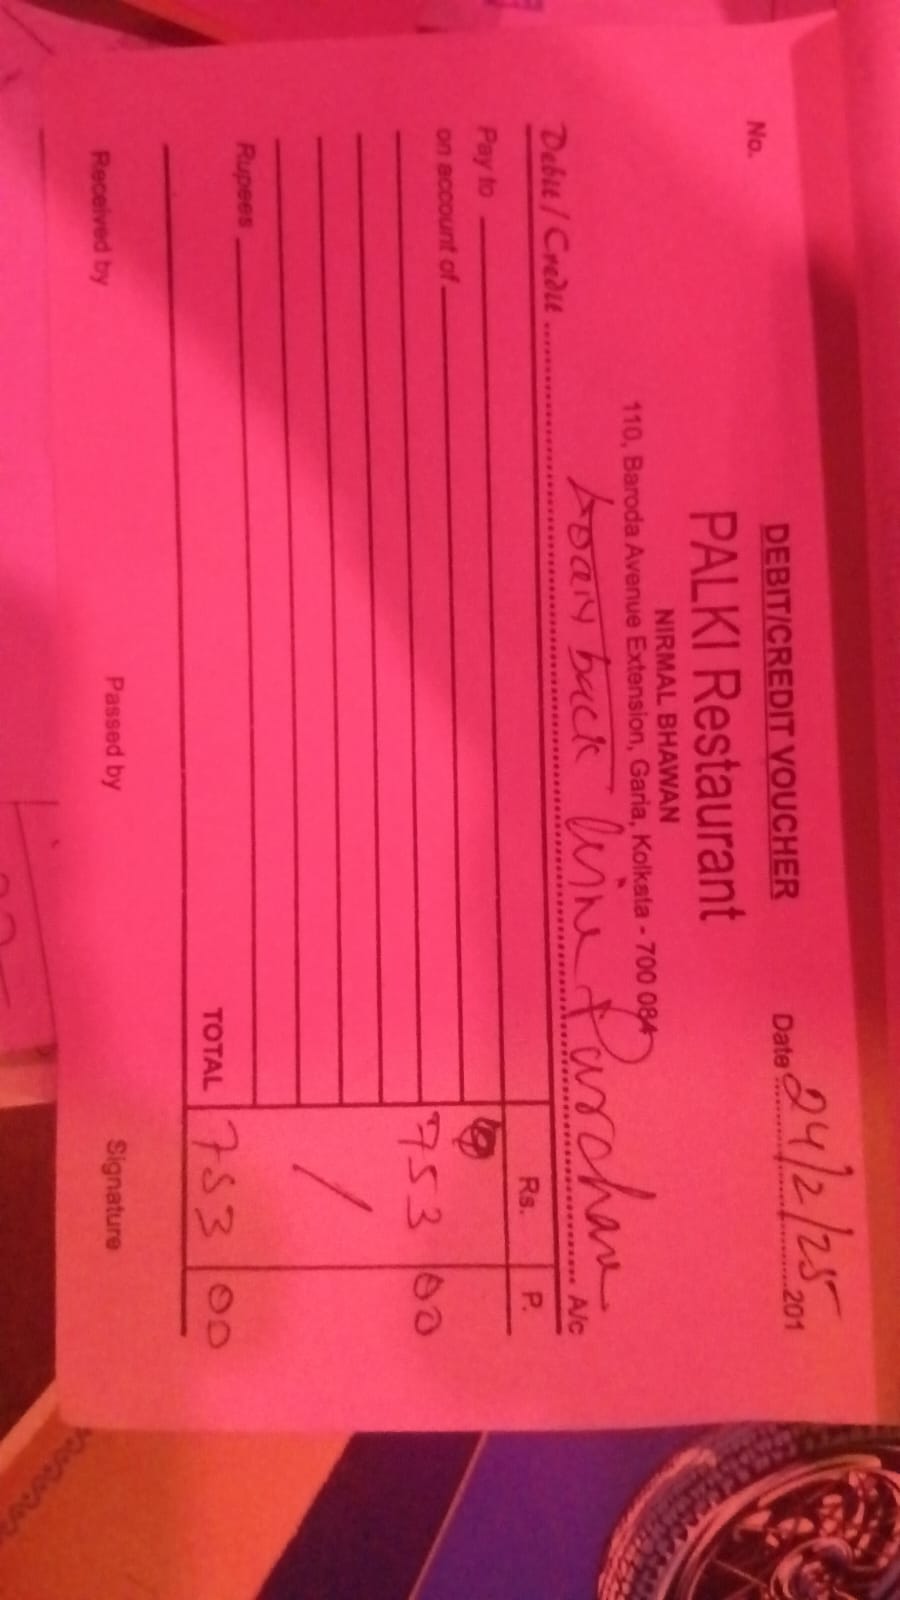 DEBIT/CREDIT VOUCHER
No.
Date 24/2/25 201
PALKI Restaurant
NIRMAL BHAWAN
110, Baroda Avenue Extension, Garia, Kolkata - 700 084
Debit / Credit back wine Purchase A/c
Rs. P.
Pay to
on account of
753 00
Rupees
TOTAL 753 00
Received by Passed by Signature